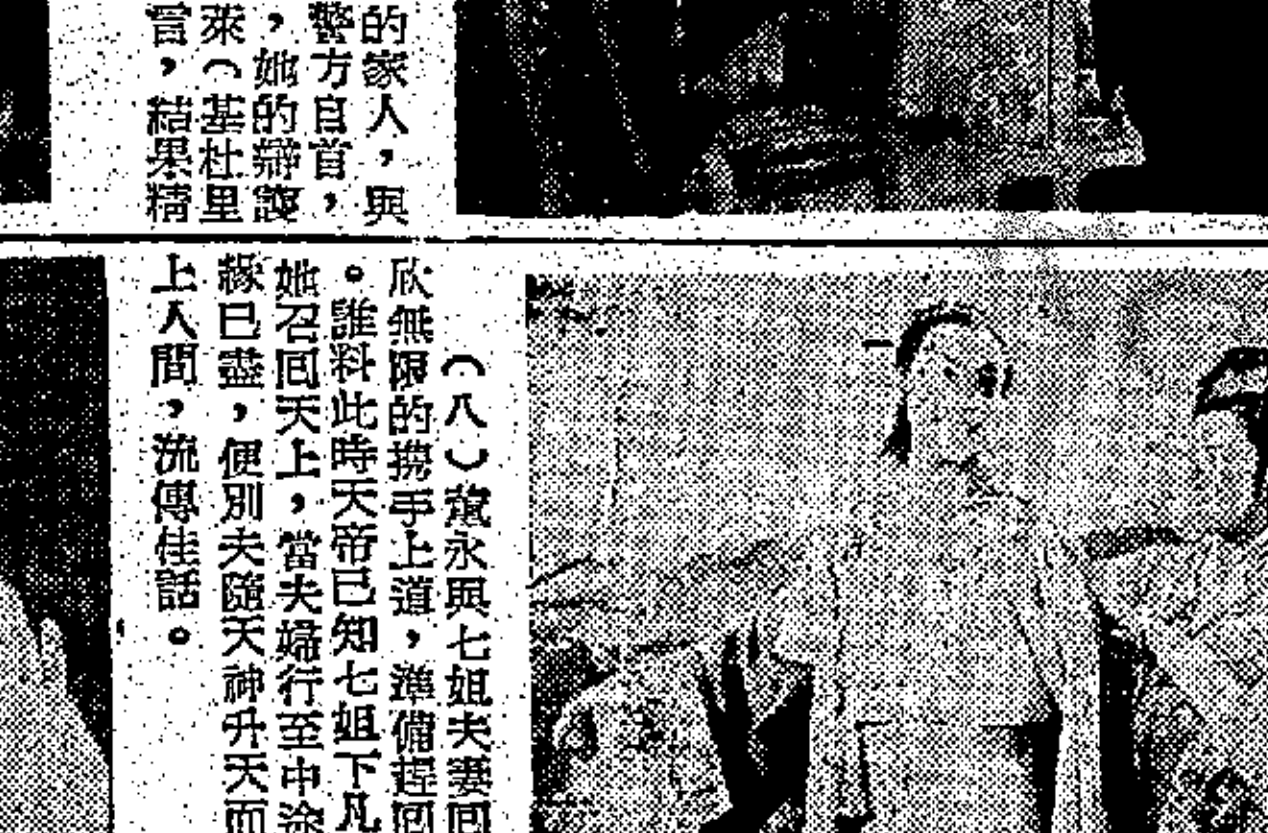 的家人，與
警方自首，
，她的辯護
萊（基杜里
言，結果精
（八）董永與七姐夫妻回
欣無限的携手上道，準備趕回
。誰料此時天帝已知七姐下凡
她召回天上，當夫婦行至中途
緣已盡，便別夫隨天神升天而
上人間，流傳佳話。